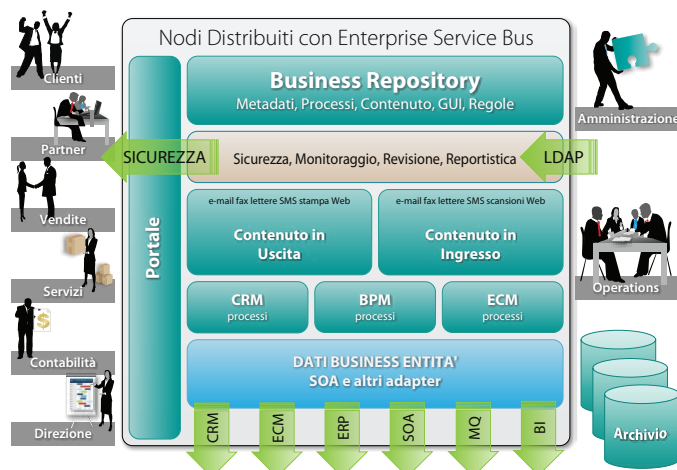 Nodi Distribuiti con Enterprise Service Bus
Clienti
Partner
Vendite
Servizi
Contabilità
Direzione
Portale
Business Repository
Metadati, Processi, Contenuto, GUI, Regole
SICUREZZA
Sicurezza, Monitoraggio, Revisione, Reportistica
LDAP
e-mail fax lettere SMS stampa Web
Contenuto in
Uscita
e-mail fax lettere SMS scansioni Web
Contenuto in
Ingresso
CRM
processi
BPM
processi
ECM
processi
DATI BUSINESS ENTITA'
SOA e altri adapter
CRM
ECM
ERP
SOA
MQ
BI
Amministrazione
Operations
Archivio